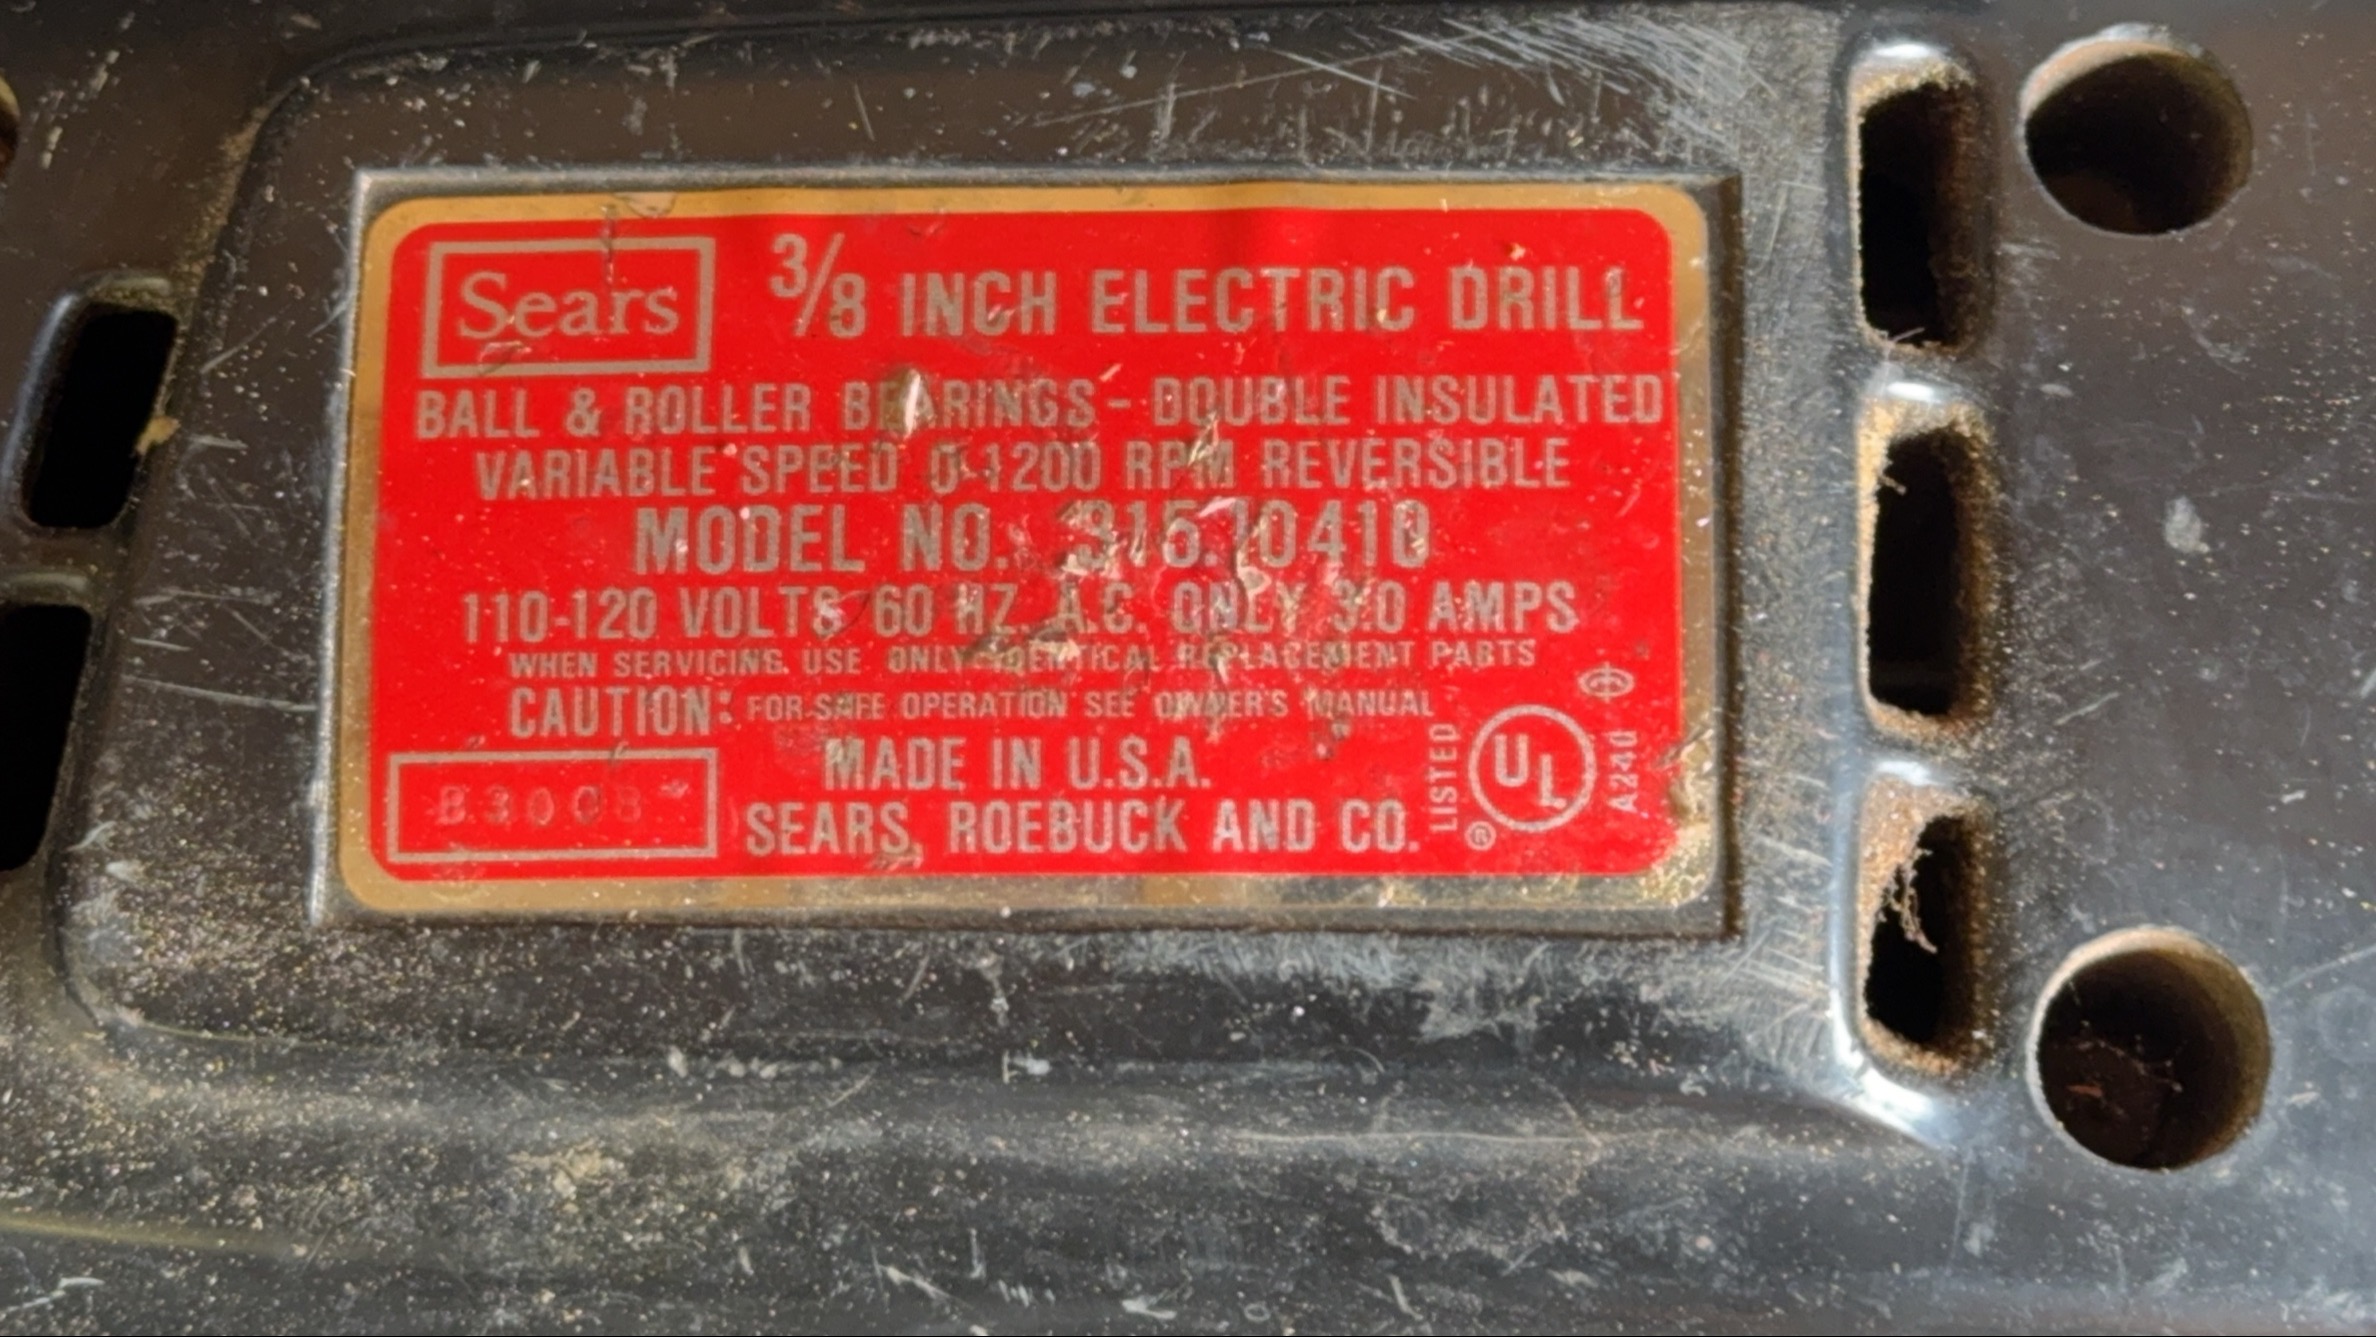 Sears
3/8 INCH ELECTRIC DRILL
BALL & ROLLER BEARINGS - DOUBLE INSULATED
VARIABLE SPEED 0-1200 RPM REVERSIBLE
MODEL NO. 315.10410
110-120 VOLTS 60 HZ. A.C. ONLY 3.0 AMPS
WHEN SERVICING USE ONLY IDENTICAL REPLACEMENT PARTS
CAUTION: FOR SAFE OPERATION SEE OWNER'S MANUAL
MADE IN U.S.A.
SEARS, ROEBUCK AND CO.
LISTED
UL
®
A240